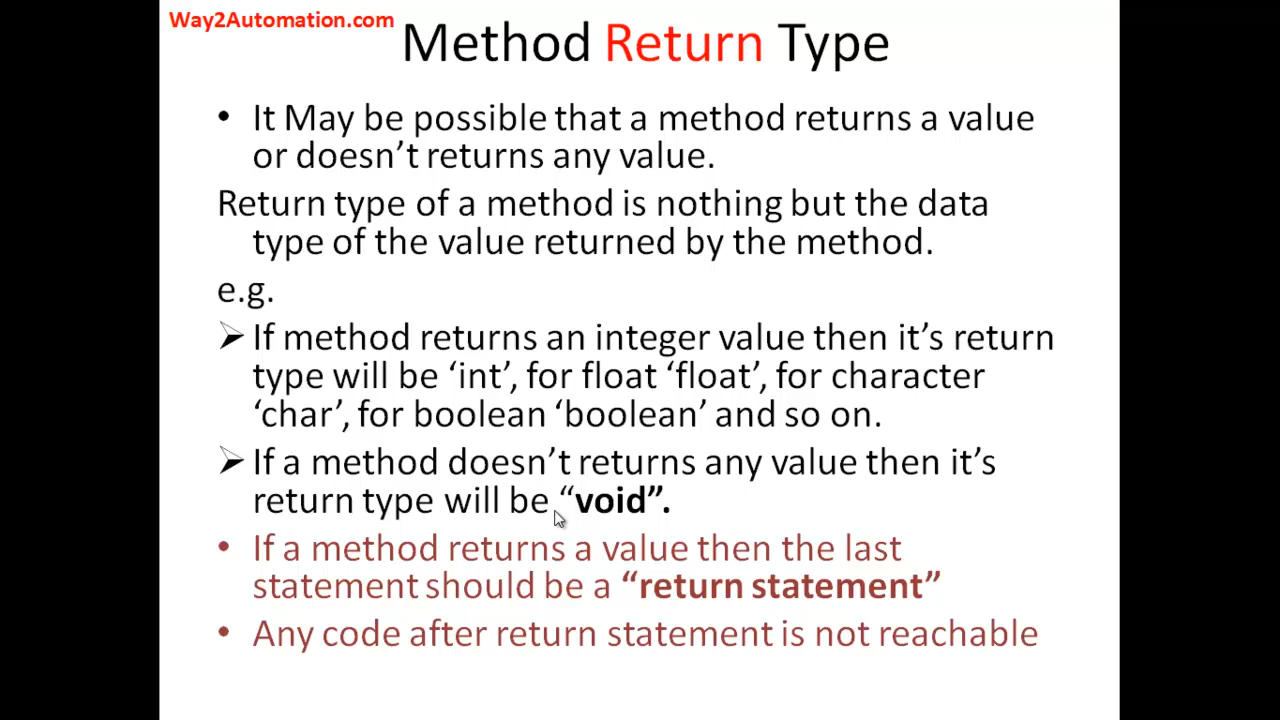 Way2Automation.com
Method Return Type
• It May be possible that a method returns a value
or doesn’t returns any value.
Return type of a method is nothing but the data
type of the value returned by the method.
e.g.
➢ If method returns an integer value then it’s return
type will be ‘int’, for float ‘float’, for character
‘char’, for boolean ‘boolean’ and so on.
➢ If a method doesn’t returns any value then it’s
return type will be “void”.
• If a method returns a value then the last
statement should be a “return statement”
• Any code after return statement is not reachable